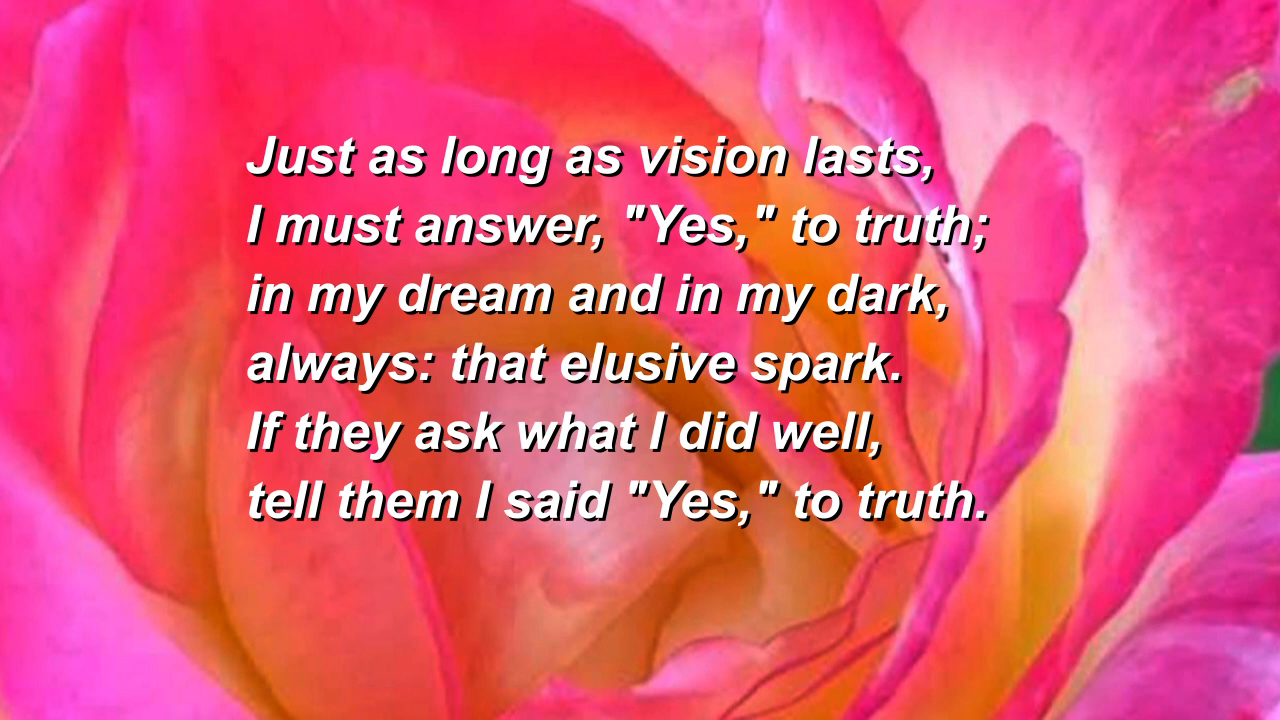 Just as long as vision lasts,
I must answer, "Yes," to truth;
in my dream and in my dark,
always: that elusive spark.
If they ask what I did well,
tell them I said "Yes," to truth.